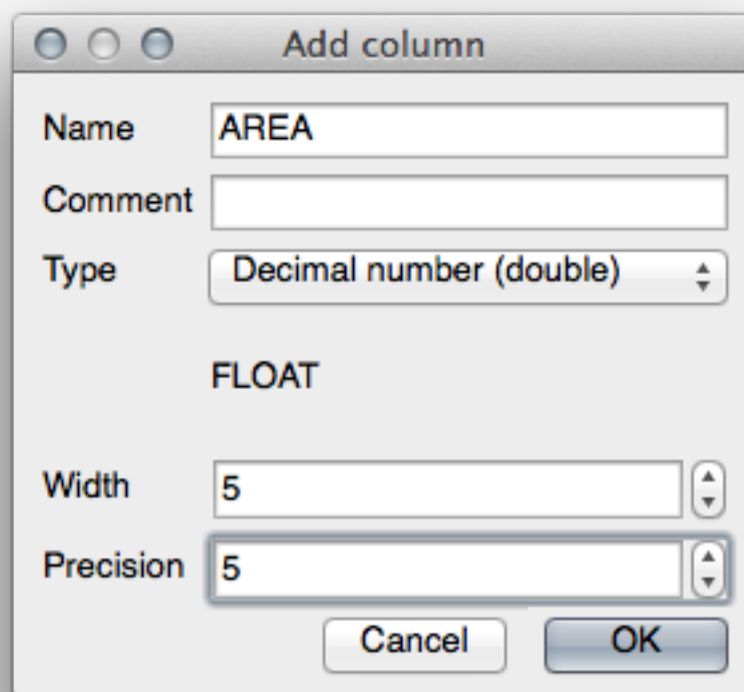 Add column
Name AREA
Comment
Type Decimal number (double)
FLOAT
Width 5
Precision 5
Cancel OK